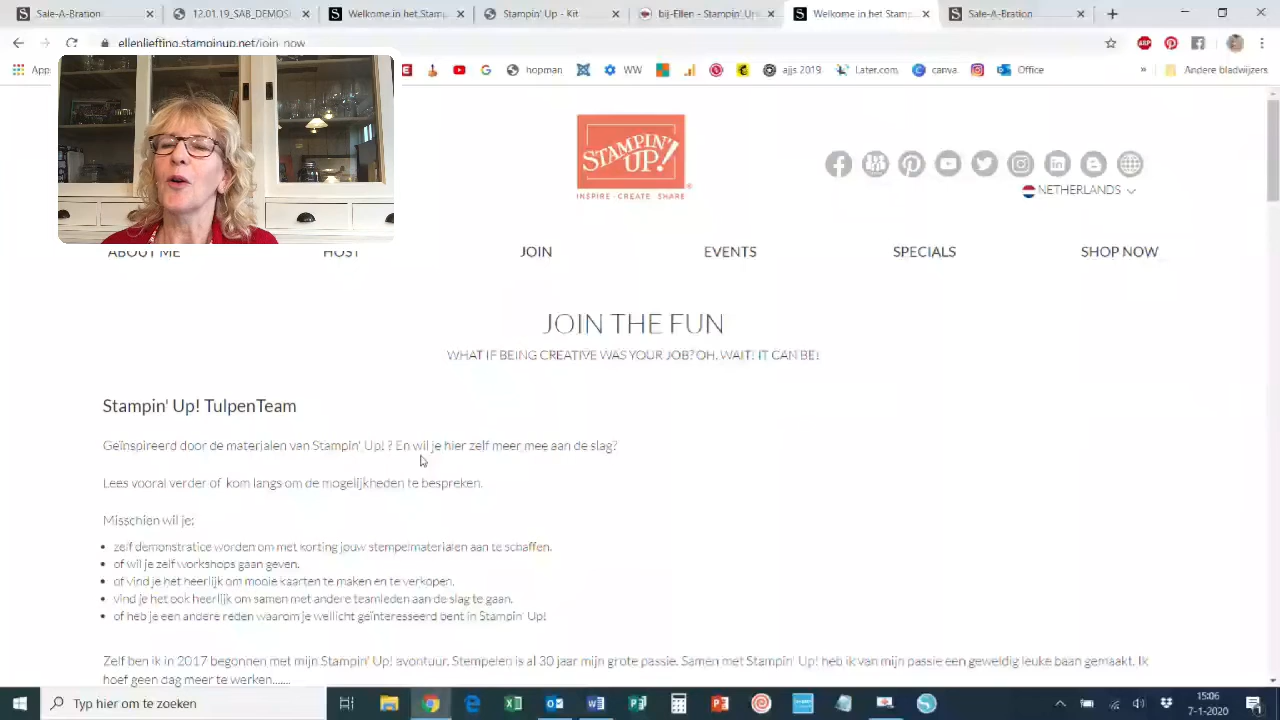 Sale-A-Bration
12.01.19_SAB_DEMOS
Welkome in het Stamp
Stampin' Up - Kit
bij-Ellen - Stampin' Up
Welcome in het Stamp
Sale-A-Bration
ellenlefting.stampinup.net/join-now
Apps
hopman
WW
ajjs 2019
Later.com
canva
Office
»
Andere bladwijzers
STAMPIN' UP!
INSPIRE · CREATE · SHARE
NETHERLANDS
ABOUT ME
HOST
JOIN
EVENTS
SPECIALS
SHOP NOW
JOIN THE FUN
WHAT IF BEING CREATIVE WAS YOUR JOB? OH, WAIT! IT CAN BE!
Stampin' Up! TulpenTeam
Geïnspireerd door de materialen van Stampin' Up! ? En wil je hier zelf meer mee aan de slag?
Lees vooral verder of kom langs om de mogelijkheden te bespreken.
Misschien wil je:
• zelf demonstratice worden om met korting jouw stempelmaterialen aan te schaffen.
• of wil je zelf workshops gaan geven.
• of vind je het heerlijk om mooie kaarten te maken en te verkopen.
• vind je het ook heerlijk om samen met andere teamleden aan de slag te gaan.
• of heb je een andere reden waarom je wellicht geïnteresseerd bent in Stampin' Up!
Zelf ben ik in 2017 begonnen met mijn Stampin' Up! avontuur. Stempelen is al 30 jaar mijn grote passie. Samen met Stampin' Up! heb ik van mijn passie een geweldig leuke baan gemaakt. Ik
hoef geen dag meer te werken.......
Typ hier om te zoeken
15:06
7-1-2020